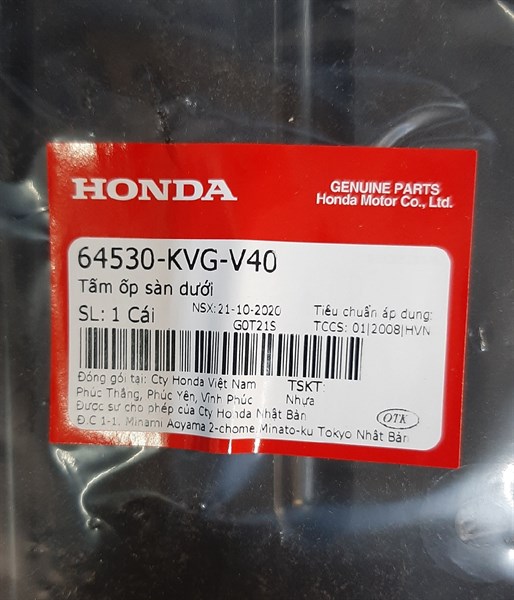 HONDA
GENUINE PARTS
Honda Motor Co., Ltd.
64530-KVG-V40
Tấm ốp sàn dưới
SL: 1 Cái
NSX: 21-10-2020
G0T21S
Tiêu chuẩn áp dụng:
TCCS: 01|2008|HVN
Đóng gói tại: Cty Honda Việt Nam
Phúc Thắng, Phúc Yên, Vĩnh Phúc
TSKT:
Nhựa
Được sự cho phép của Cty Honda Nhật Bản
Đ.C 1-1, Minami Aoyama 2-chome Minato-ku Tokyo Nhật Bản
OTK